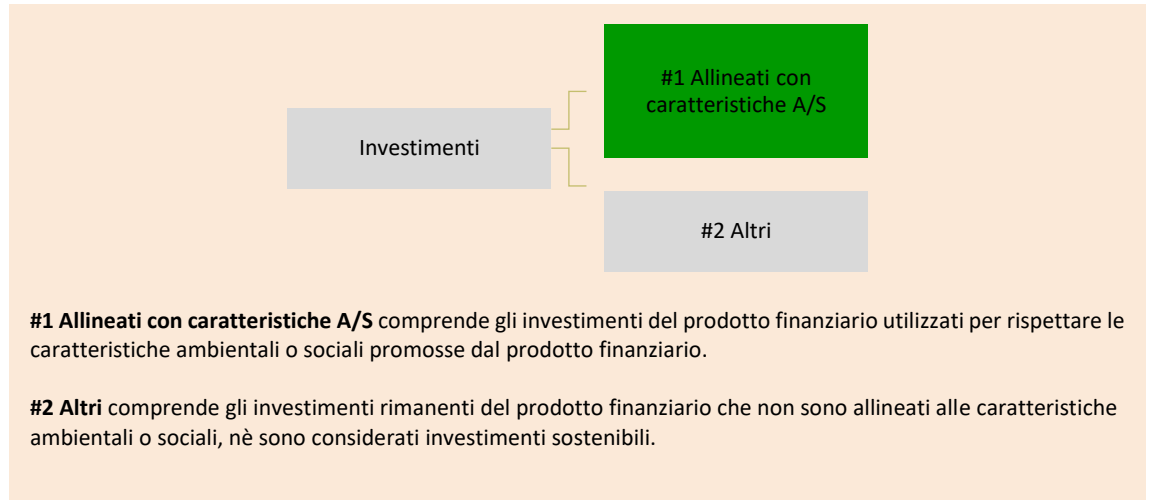 #1 Allineati con
caratteristiche A/S
Investimenti
#2 Altri
#1 Allineati con caratteristiche A/S comprende gli investimenti del prodotto finanziario utilizzati per rispettare le
caratteristiche ambientali o sociali promosse dal prodotto finanziario.
#2 Altri comprende gli investimenti rimanenti del prodotto finanziario che non sono allineati alle caratteristiche
ambientali o sociali, nè sono considerati investimenti sostenibili.